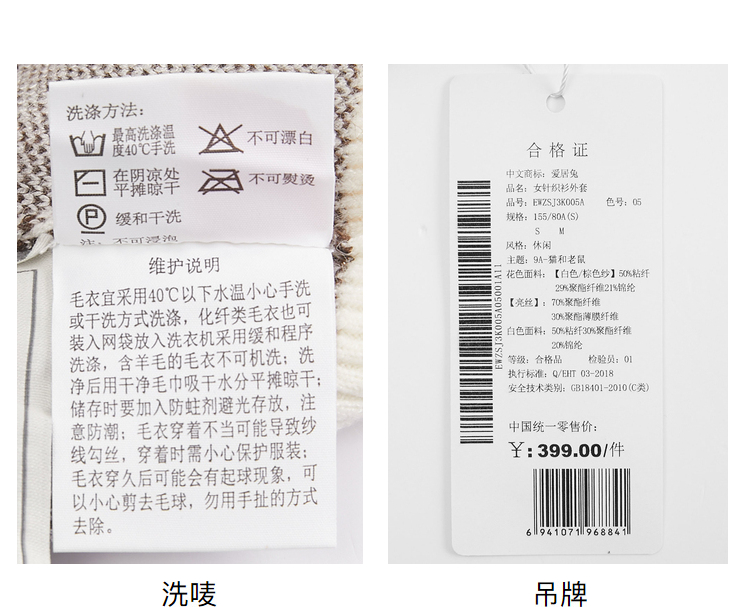 洗涤方法：
最高洗涤温
度40℃手洗
不可漂白
在阴凉处
平摊晾干
不可熨烫
P
缓和干洗
注：不可浸泡
维护说明
毛衣宜采用40℃以下水温小心手洗
或干洗方式洗涤，化纤类毛衣也可
装入网袋放入洗衣机采用缓和程序
洗涤，含羊毛的毛衣不可机洗；洗
净后用干净毛巾吸干水分平摊晾干；
储存时要加入防蛀剂避光存放，注
意防潮；毛衣穿着不当可能导致纱
线勾丝，穿着时需小心保护服装；
毛衣穿久后可能会有起球现象，可
以小心剪去毛球，勿用手扯的方式
去除。
洗唛
合格证
中文商标：爱居兔
品名：女针织衫外套
品号：EWZSJ3K005A 色号：05
规格：155/80A(S)
S M
风格：休闲
主题：9A-猫和老鼠
花色面料：【白色/棕色纱】50%粘纤
29%聚酯纤维21%锦纶
【亮丝】：70%聚酯纤维
30%聚酯薄膜纤维
白色面料：50%粘纤30%聚酯纤维
20%锦纶
等级：合格品 检验员：01
执行标准：Q/EHT 03-2018
安全技术类别：GB18401-2010(C类)
EWZSJ3K005A05001A11
中国统一零售价：
¥：399.00/件
6 941071 968841
吊牌